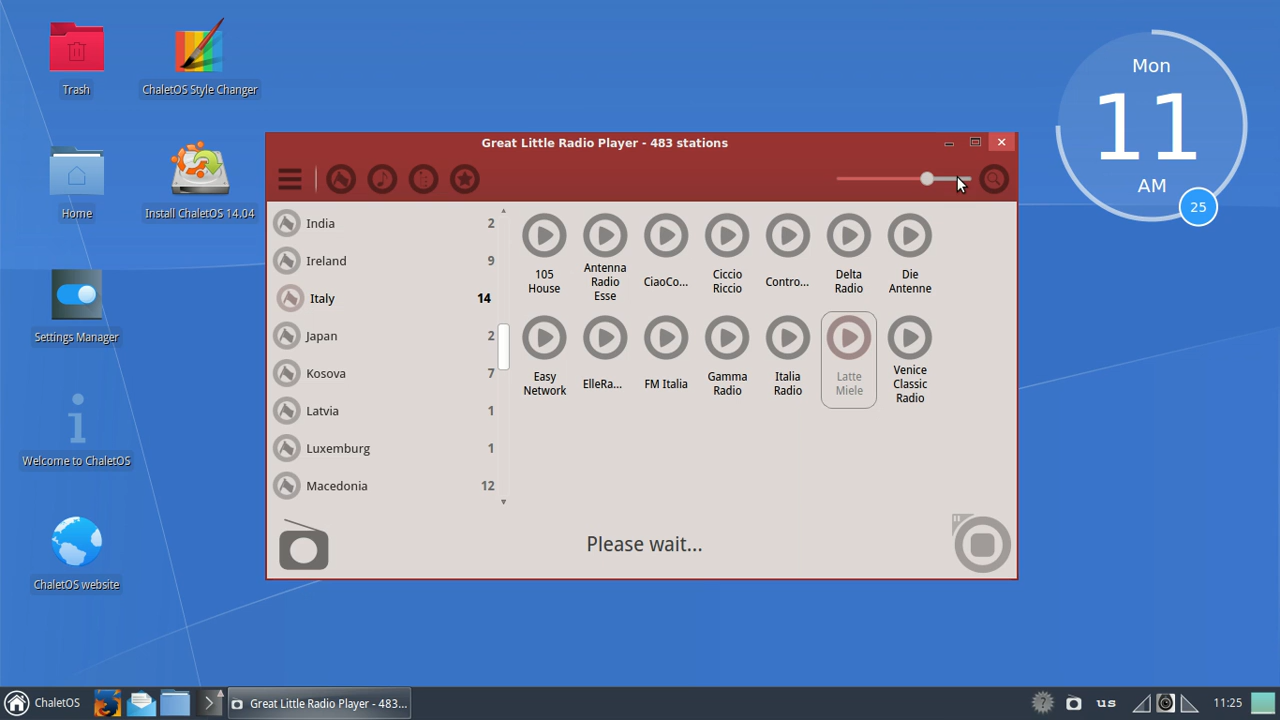 Trash
ChaletOS Style Changer
Home
Install ChaletOS 14.04
Settings Manager
Welcome to ChaletOS
ChaletOS website
Mon
11
AM
25
Great Little Radio Player - 483 stations
India 2
Ireland 9
Italy 14
Japan 2
Kosova 7
Latvia 1
Luxemburg 1
Macedonia 12
105
House
Antenna
Radio
Esse
CiaoCo...
Ciccio
Riccio
Contro...
Delta
Radio
Die
Antenne
Easy
Network
ElleRa...
FM Italia
Gamma
Radio
Italia
Radio
Latte
Miele
Venice
Classic
Radio
Please wait...
ChaletOS
Great Little Radio Player - 483...
us
11:25